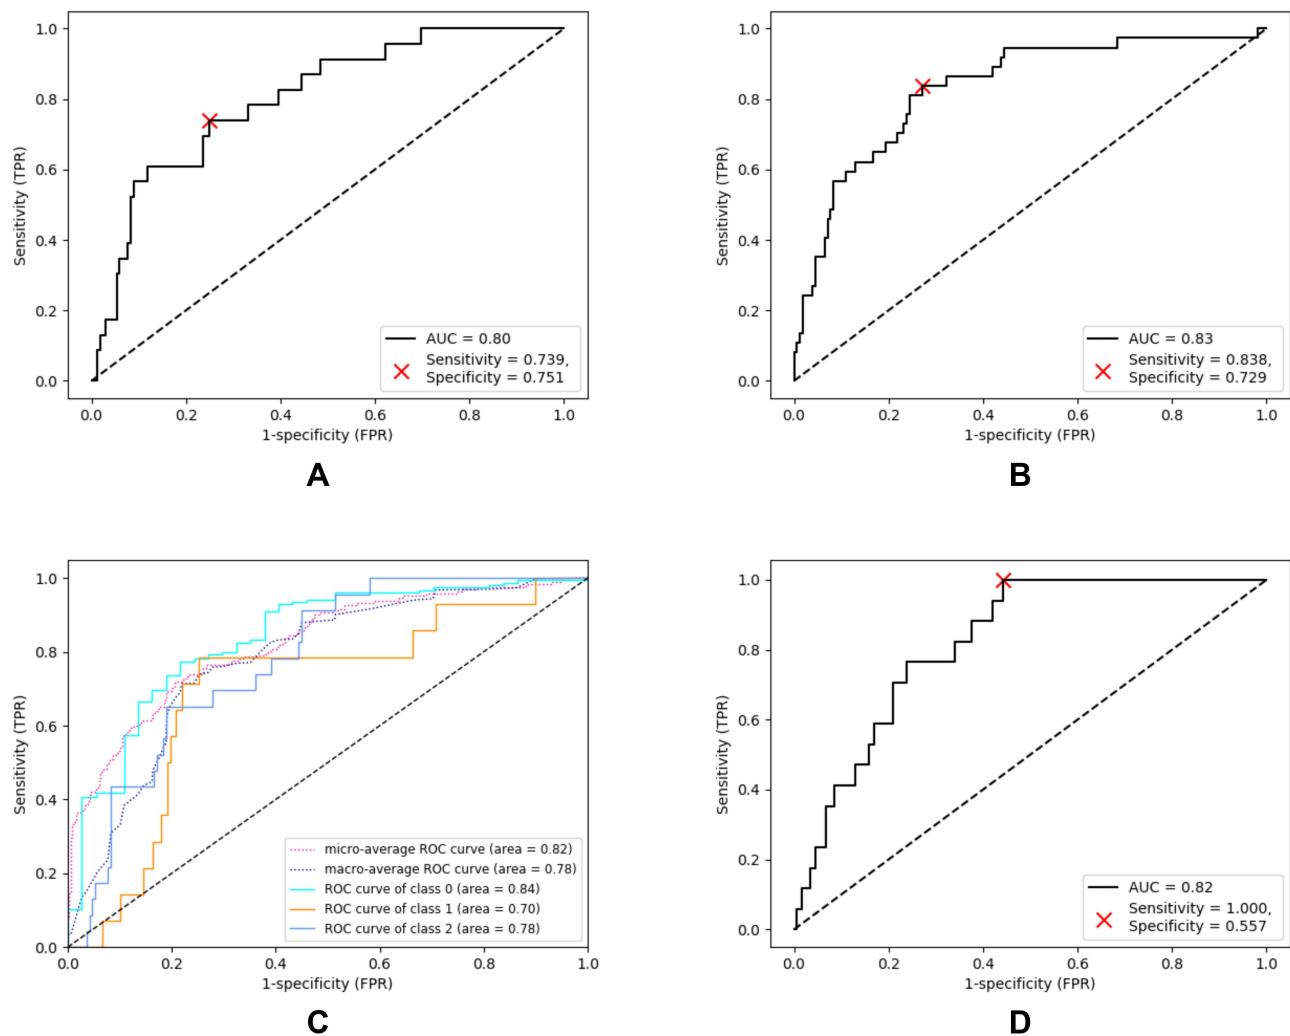 1.0
0.8
0.6
0.4
0.2
0.0
Sensitivity (TPR)
AUC = 0.80
Sensitivity = 0.739,
Specificity = 0.751
0.0 0.2 0.4 0.6 0.8 1.0
1-specificity (FPR)
A
1.0
0.8
0.6
0.4
0.2
0.0
Sensitivity (TPR)
AUC = 0.83
Sensitivity = 0.838,
Specificity = 0.729
0.0 0.2 0.4 0.6 0.8 1.0
1-specificity (FPR)
B
1.0
0.8
0.6
0.4
0.2
0.0
Sensitivity (TPR)
micro-average ROC curve (area = 0.82)
macro-average ROC curve (area = 0.78)
ROC curve of class 0 (area = 0.84)
ROC curve of class 1 (area = 0.70)
ROC curve of class 2 (area = 0.78)
0.0 0.2 0.4 0.6 0.8 1.0
1-specificity (FPR)
C
1.0
0.8
0.6
0.4
0.2
0.0
Sensitivity (TPR)
AUC = 0.82
Sensitivity = 1.000,
Specificity = 0.557
0.0 0.2 0.4 0.6 0.8 1.0
1-specificity (FPR)
D